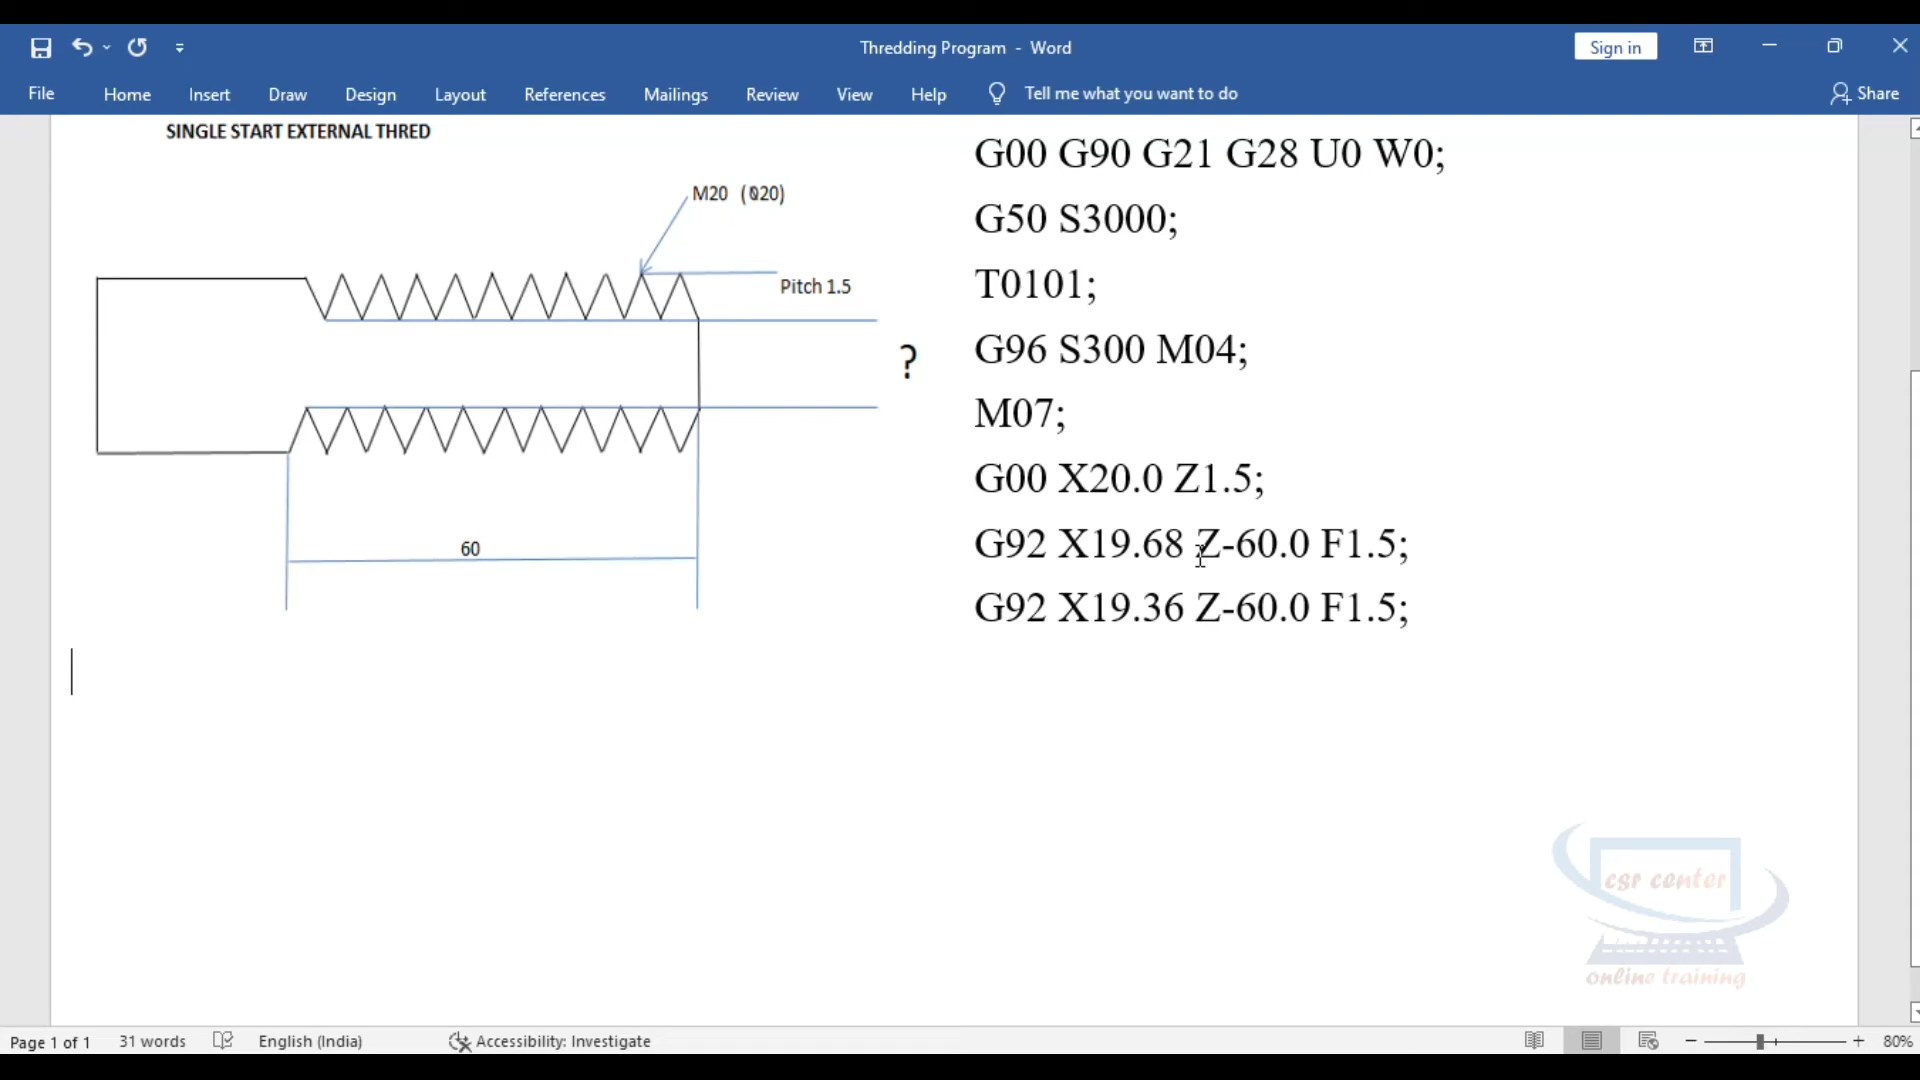 Thredding Program - Word
Sign in
File Home Insert Draw Design Layout References Mailings Review View Help Tell me what you want to do Share
SINGLE START EXTERNAL THRED
M20 (Ø20)
Pitch 1.5
?
60
G00 G90 G21 G28 U0 W0;
G50 S3000;
T0101;
G96 S300 M04;
M07;
G00 X20.0 Z1.5;
G92 X19.68 Z-60.0 F1.5;
G92 X19.36 Z-60.0 F1.5;
csr center
online training
Page 1 of 1 31 words English (India) Accessibility: Investigate 80%